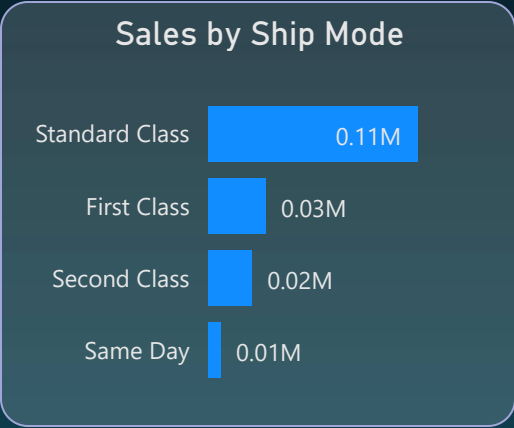 Sales by Ship Mode
Standard Class 0.11M
First Class 0.03M
Second Class 0.02M
Same Day 0.01M